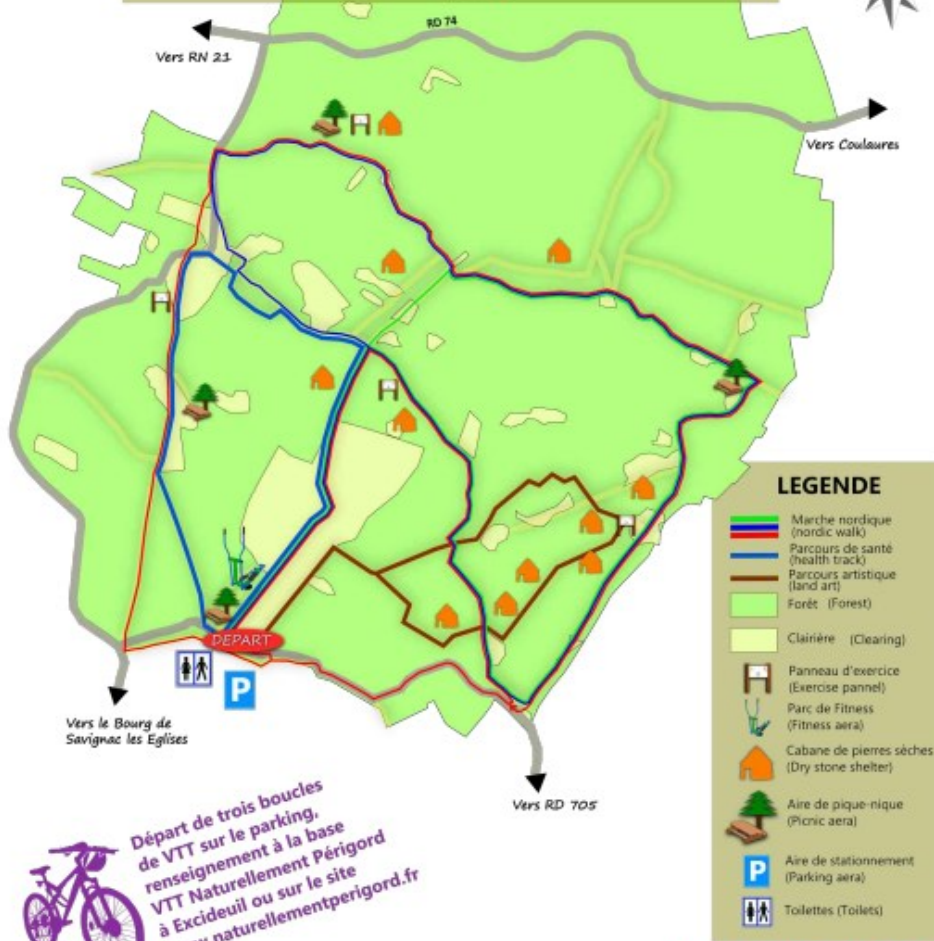 RD 74
Vers RN 21
Vers Coulaures
DEPART
P
Vers le Bourg de
Savignac les Eglises
Vers RD 705
Départ de trois boucles
de VTT sur le parking,
renseignement à la base
VTT Naturellement Périgord
à Excideuil ou sur le site
naturellementperigord.fr
LEGENDE
Marche nordique
(nordic walk)
Parcours de santé
(health track)
Parcours artistique
(land art)
Forêt (Forest)
Clairière (Clearing)
Panneau d'exercice
(Exercise pannel)
Parc de Fitness
(Fitness aera)
Cabane de pierres sèches
(Dry stone shelter)
Aire de pique-nique
(Picnic aera)
P
Aire de stationnement
(Parking aera)
Toilettes (Toilets)